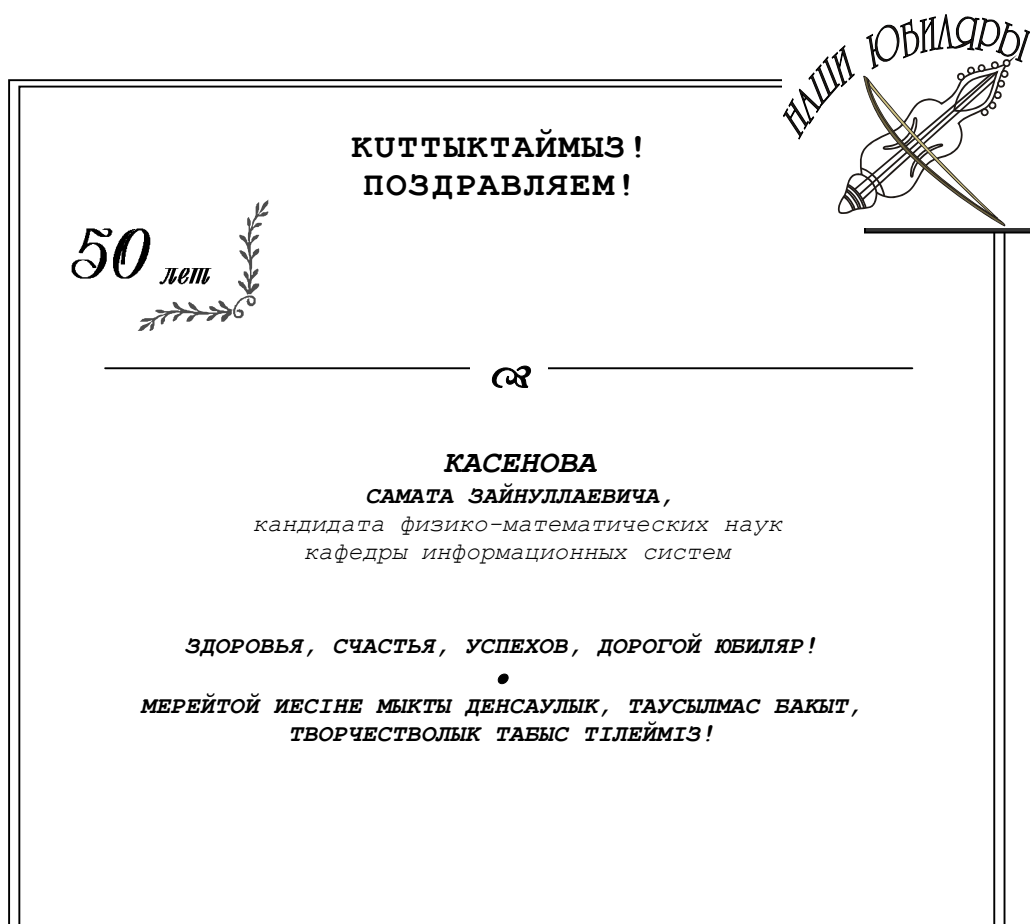 НАШИ ЮБИЛЯРЫ
КUТТЫКТАЙМЫЗ!
ПОЗДРАВЛЯЕМ!
50 лет
КАСЕНОВА
САМАТА ЗАЙНУЛЛАЕВИЧА,
кандидата физико-математических наук
кафедры информационных систем
ЗДОРОВЬЯ, СЧАСТЬЯ, УСПЕХОВ, ДОРОГОЙ ЮБИЛЯР!
•
МЕРЕЙТОЙ ИЕСІНЕ МЫКТЫ ДЕНСАУЛЫК, ТАУСЫЛМАС БАКЫТ,
ТВОРЧЕСТВОЛЫК ТАБЫС ТІЛЕЙМІЗ!